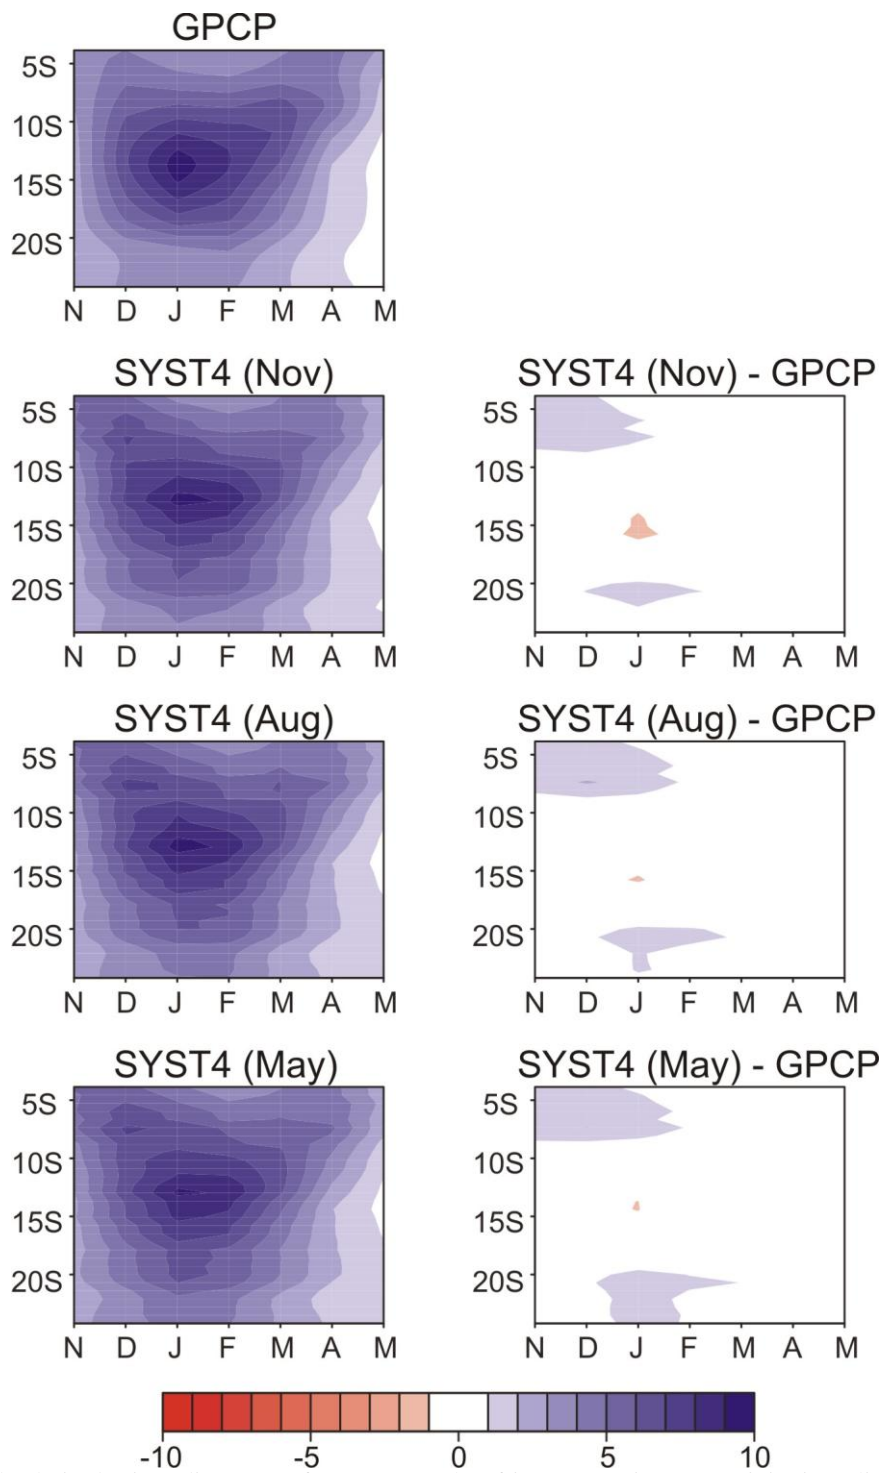 GPCP
5S
10S
15S
20S
N D J F M A M
SYST4 (Nov)
5S
10S
15S
20S
N D J F M A M
SYST4 (Nov) - GPCP
5S
10S
15S
20S
N D J F M A M
SYST4 (Aug)
5S
10S
15S
20S
N D J F M A M
SYST4 (Aug) - GPCP
5S
10S
15S
20S
N D J F M A M
SYST4 (May)
5S
10S
15S
20S
N D J F M A M
SYST4 (May) - GPCP
5S
10S
15S
20S
N D J F M A M
-10 -5 0 5 10